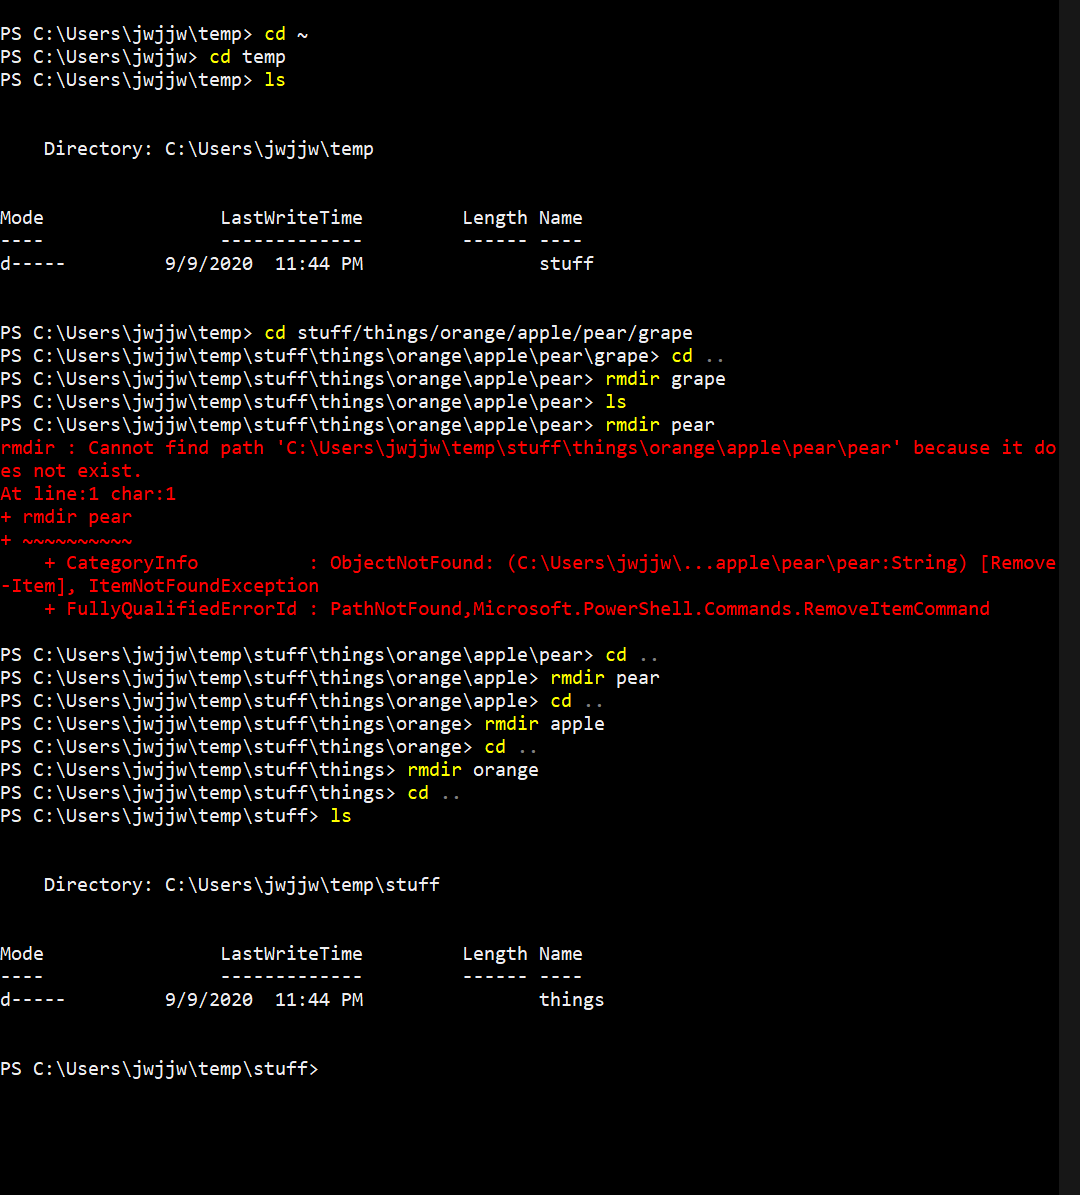 PS C:\Users\jwjjw\temp> cd ~
PS C:\Users\jwjjw> cd temp
PS C:\Users\jwjjw\temp> ls
    Directory: C:\Users\jwjjw\temp
Mode                LastWriteTime         Length Name
----                -------------         ------ ----
d-----         9/9/2020  11:44 PM                stuff
PS C:\Users\jwjjw\temp> cd stuff/things/orange/apple/pear/grape
PS C:\Users\jwjjw\temp\stuff\things\orange\apple\pear\grape> cd ..
PS C:\Users\jwjjw\temp\stuff\things\orange\apple\pear> rmdir grape
PS C:\Users\jwjjw\temp\stuff\things\orange\apple\pear> ls
PS C:\Users\jwjjw\temp\stuff\things\orange\apple\pear> rmdir pear
rmdir : Cannot find path 'C:\Users\jwjjw\temp\stuff\things\orange\apple\pear\pear' because it do
es not exist.
At line:1 char:1
+ rmdir pear
+ ~~~~~~~~~~
    + CategoryInfo          : ObjectNotFound: (C:\Users\jwjjw\...apple\pear\pear:String) [Remove
-Item], ItemNotFoundException
    + FullyQualifiedErrorId : PathNotFound,Microsoft.PowerShell.Commands.RemoveItemCommand
PS C:\Users\jwjjw\temp\stuff\things\orange\apple\pear> cd ..
PS C:\Users\jwjjw\temp\stuff\things\orange\apple> rmdir pear
PS C:\Users\jwjjw\temp\stuff\things\orange\apple> cd ..
PS C:\Users\jwjjw\temp\stuff\things\orange> rmdir apple
PS C:\Users\jwjjw\temp\stuff\things\orange> cd ..
PS C:\Users\jwjjw\temp\stuff\things> rmdir orange
PS C:\Users\jwjjw\temp\stuff\things> cd ..
PS C:\Users\jwjjw\temp\stuff> ls
    Directory: C:\Users\jwjjw\temp\stuff
Mode                LastWriteTime         Length Name
----                -------------         ------ ----
d-----         9/9/2020  11:44 PM                things
PS C:\Users\jwjjw\temp\stuff>